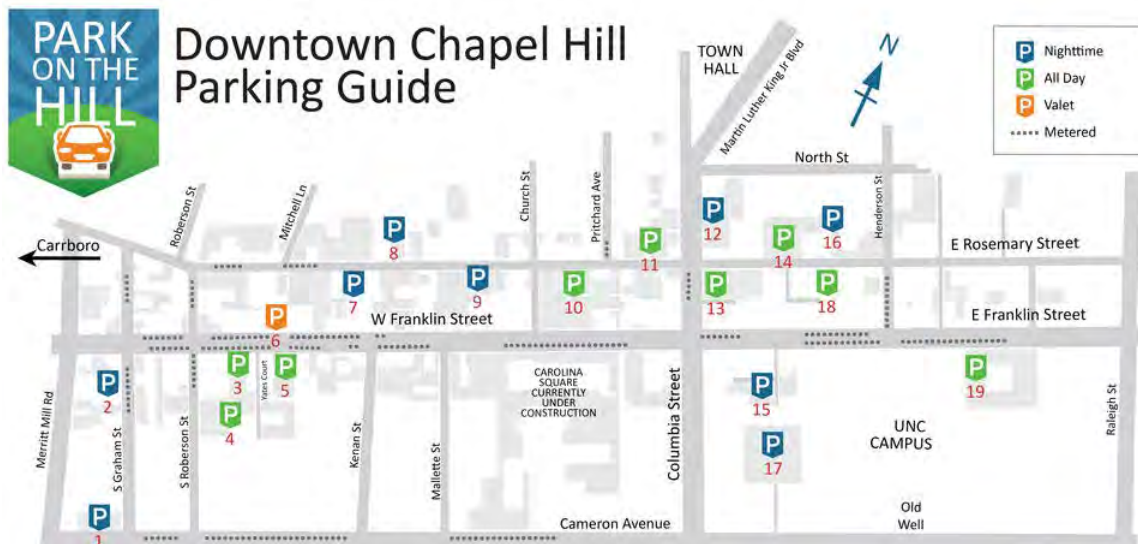 PARK
ON THE
HILL
Downtown Chapel Hill
Parking Guide
TOWN
HALL
Martin Luther King Jr Blvd
N
P Nighttime
P All Day
P Valet
Metered
North St
Henderson St
Church St
Pritchard Ave
Roberson St
Mitchell Ln
Carrboro
E Rosemary Street
P
8
P
11
P
12
P
14
P
16
P
7
P
9
P
10
P
13
P
18
W Franklin Street
E Franklin Street
P
6
P
3
P
5
Yates Court
P
4
P
2
P
1
CAROLINA
SQUARE
CURRENTLY
UNDER
CONSTRUCTION
P
15
P
17
P
19
UNC
CAMPUS
Merritt Mill Rd
S Graham St
S Roberson St
Kenan St
Mallette St
Columbia Street
Raleigh St
Cameron Avenue
Old
Well